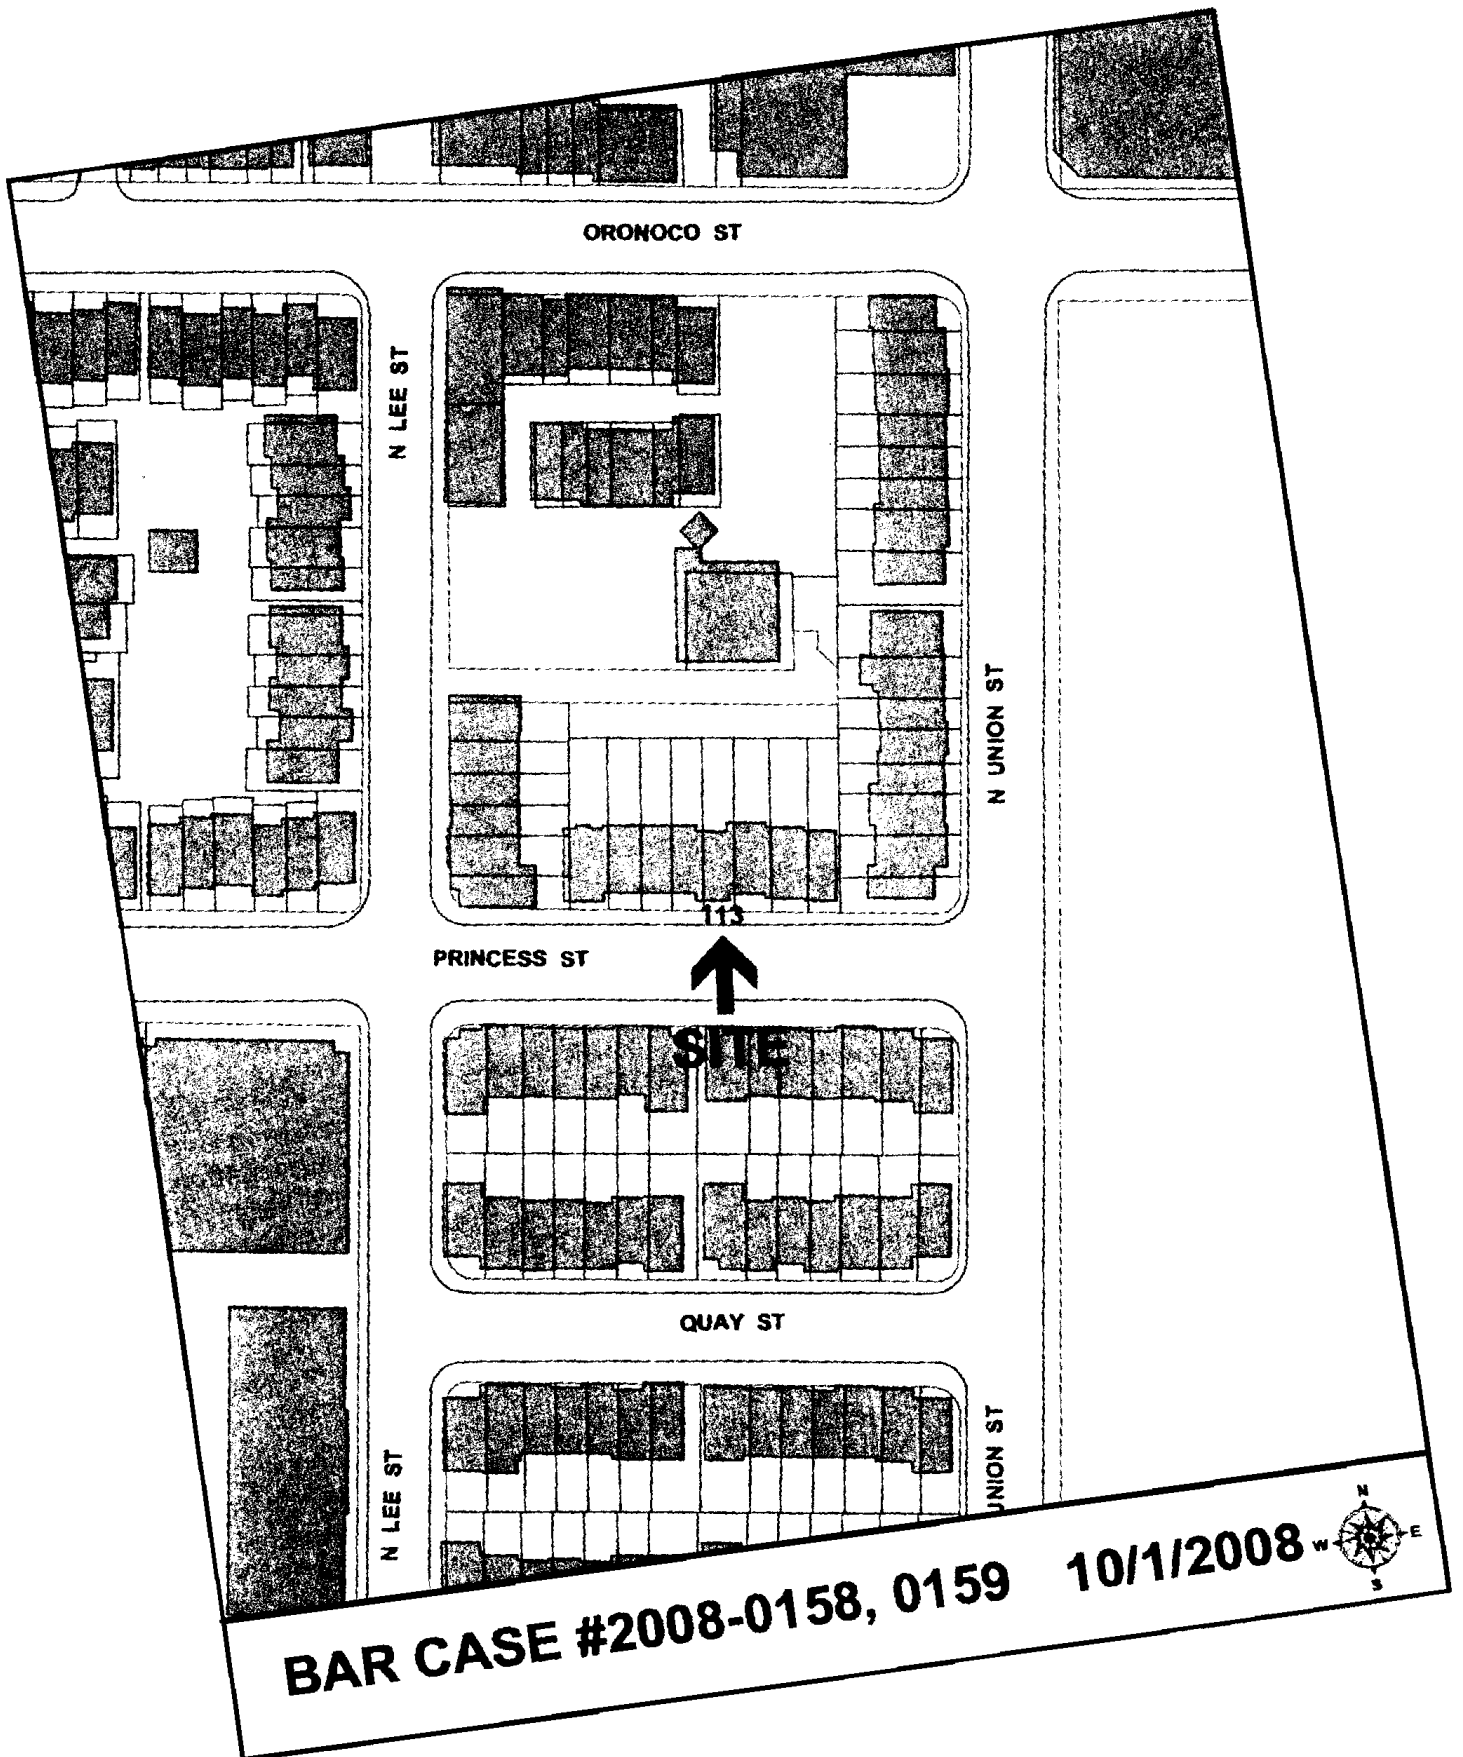 ORONOCO ST
N LEE ST
N UNION ST
113
PRINCESS ST
SITE
QUAY ST
N LEE ST
UNION ST
N
W E
S
BAR CASE #2008-0158, 0159 10/1/2008